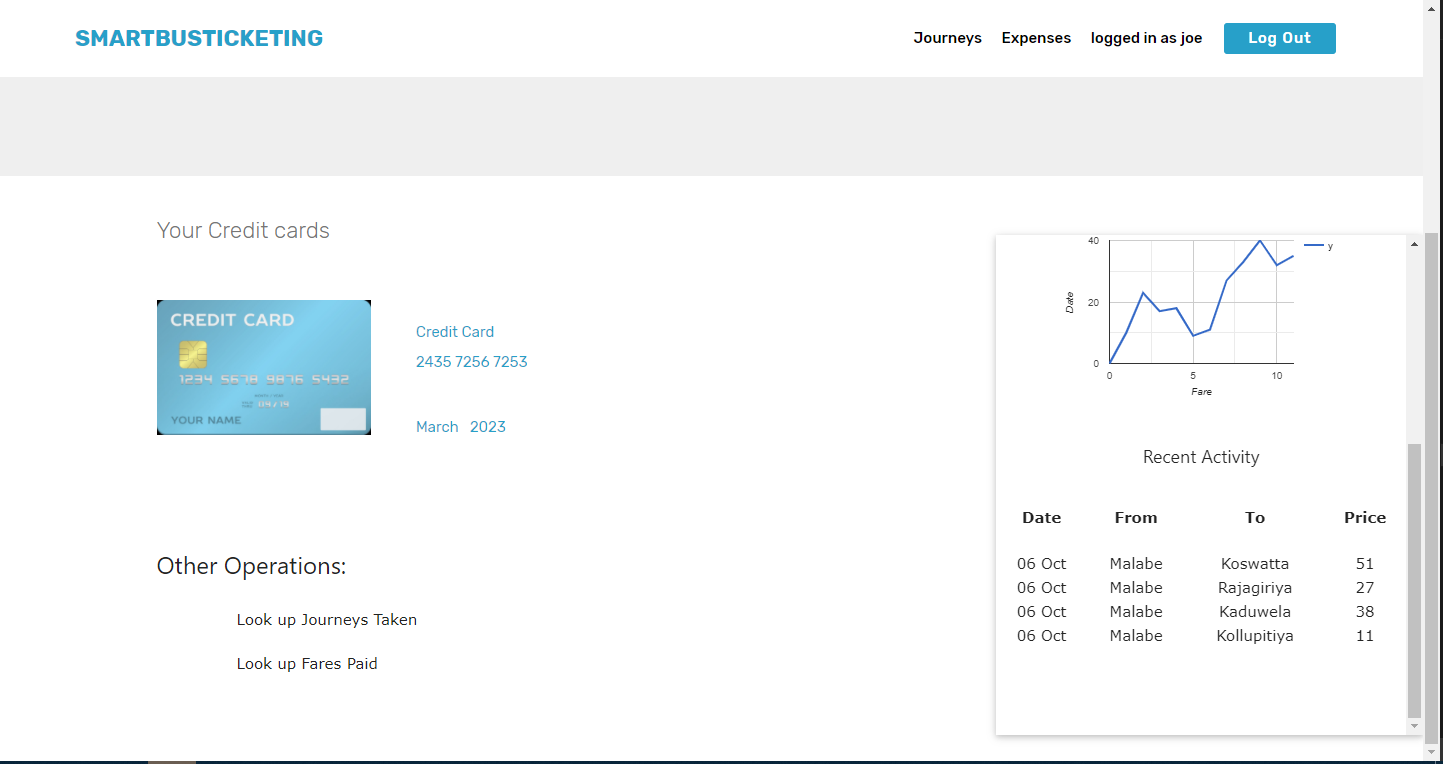 SMARTBUSTICKETING
Journeys Expenses logged in as joe Log Out
Your Credit cards
CREDIT CARD
1234 5678 9876 5432
YOUR NAME
Credit Card
2435 7256 7253
March 2023
Other Operations:
Look up Journeys Taken
Look up Fares Paid
40
20
0
Date
0 5 10
Fare
y
Recent Activity
Date From To Price
06 Oct Malabe Koswatta 51
06 Oct Malabe Rajagiriya 27
06 Oct Malabe Kaduwela 38
06 Oct Malabe Kollupitiya 11